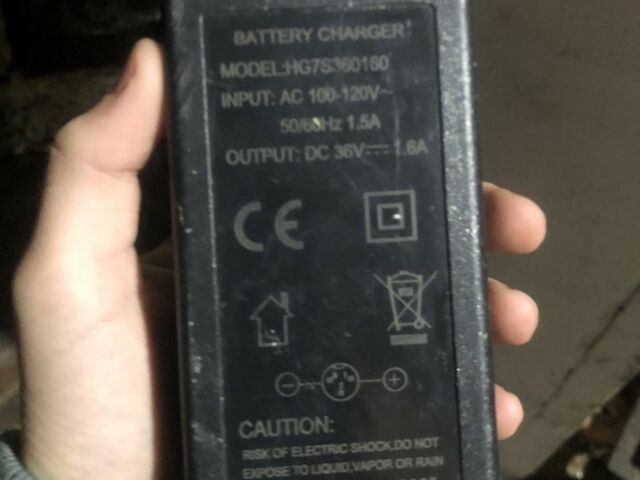 BATTERY CHARGER
MODEL:HG7S360160
INPUT: AC 100-120V~
50/60Hz 1.5A
OUTPUT: DC 36V⎓1.6A
CE
CAUTION:
RISK OF ELECTRIC SHOCK,DO NOT
EXPOSE TO LIQUID,VAPOR OR RAIN